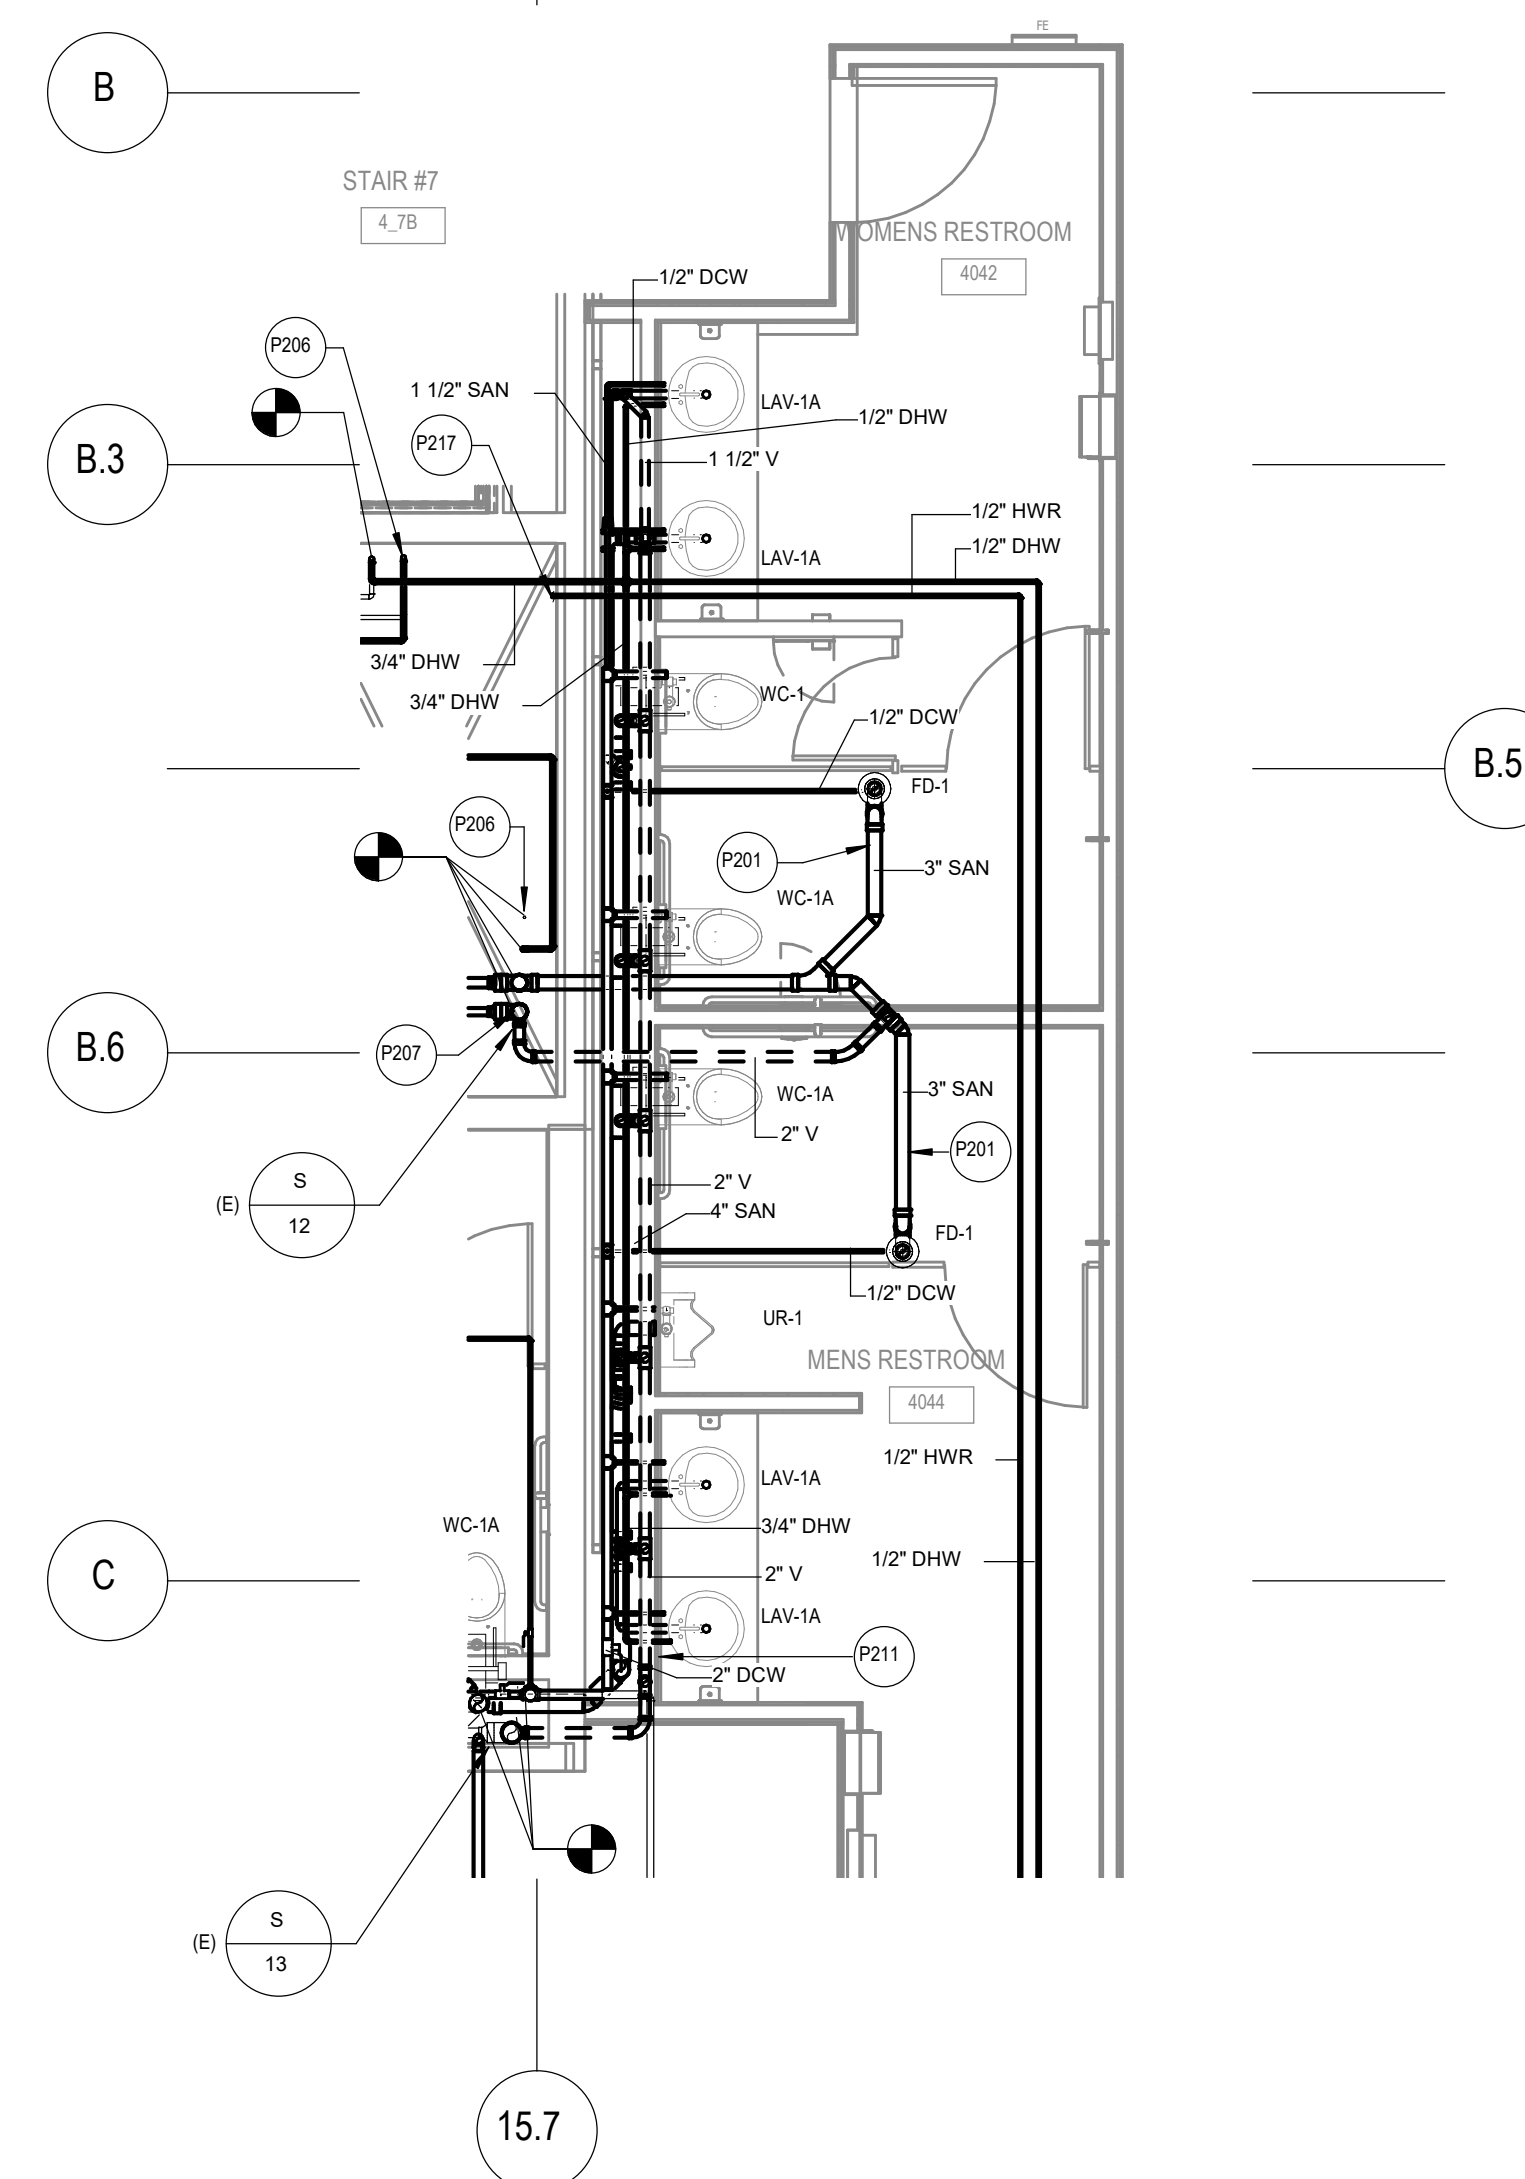 FE
B
STAIR #7
4_7B
WOMENS RESTROOM
4042
1/2" DCW
P206
1 1/2" SAN
LAV-1A
1/2" DHW
P217
B.3
1 1/2" V
1/2" HWR
1/2" DHW
LAV-1A
3/4" DHW
3/4" DHW
WC-1
1/2" DCW
B.5
FD-1
P206
P201
3" SAN
WC-1A
B.6
P207
WC-1A
3" SAN
2" V
P201
(E)
S
12
2" V
4" SAN
FD-1
1/2" DCW
UR-1
MENS RESTROOM
4044
1/2" HWR
LAV-1A
WC-1A
3/4" DHW
1/2" DHW
C
2" V
LAV-1A
P211
2" DCW
(E)
S
13
15.7